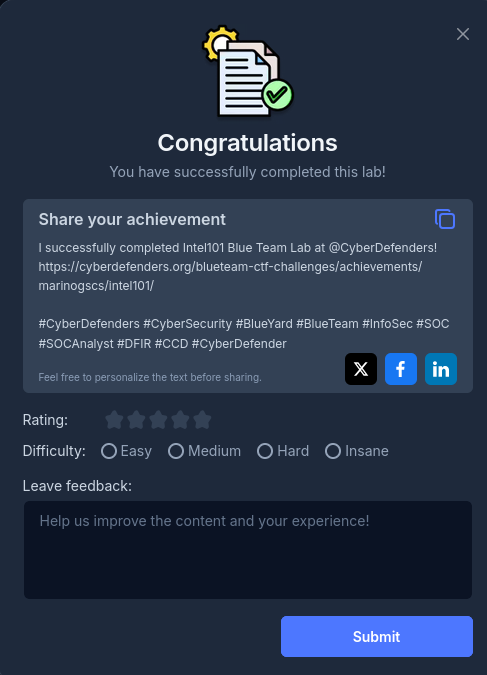 Congratulations
You have successfully completed this lab!
Share your achievement
I successfully completed Intel101 Blue Team Lab at @CyberDefenders!
https://cyberdefenders.org/blueteam-ctf-challenges/achievements/
marinogscs/intel101/
#CyberDefenders #CyberSecurity #BlueYard #BlueTeam #InfoSec #SOC
#SOCAnalyst #DFIR #CCD #CyberDefender
Feel free to personalize the text before sharing.
Rating:
Difficulty: Easy Medium Hard Insane
Leave feedback:
Help us improve the content and your experience!
Submit